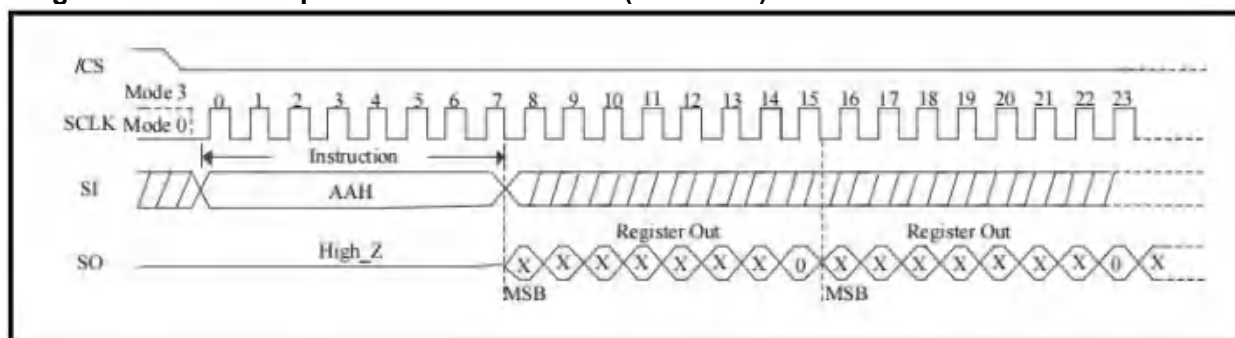 /CS
Mode 3
0 1 2 3 4 5 6 7 8 9 10 11 12 13 14 15 16 17 18 19 20 21 22 23
SCLK Mode 0
Instruction
SI AAH
Register Out Register Out
SO High_Z X X X X X X X 0 X X X X X X X 0 X
MSB MSB